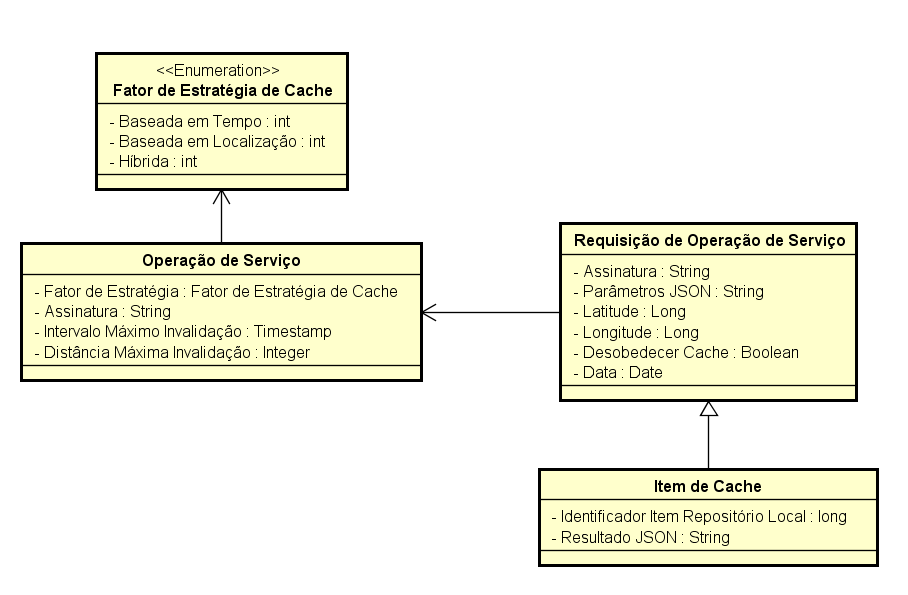 <<Enumeration>>
Fator de Estratégia de Cache
- Baseada em Tempo : int
- Baseada em Localização : int
- Híbrida : int
Operação de Serviço
- Fator de Estratégia : Fator de Estratégia de Cache
- Assinatura : String
- Intervalo Máximo Invalidação : Timestamp
- Distância Máxima Invalidação : Integer
Requisição de Operação de Serviço
- Assinatura : String
- Parâmetros JSON : String
- Latitude : Long
- Longitude : Long
- Desobedecer Cache : Boolean
- Data : Date
Item de Cache
- Identificador Item Repositório Local : long
- Resultado JSON : String